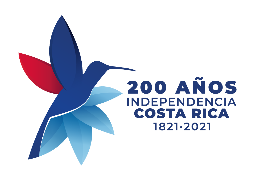 200 AÑOS
INDEPENDENCIA
COSTA RICA
1821·2021